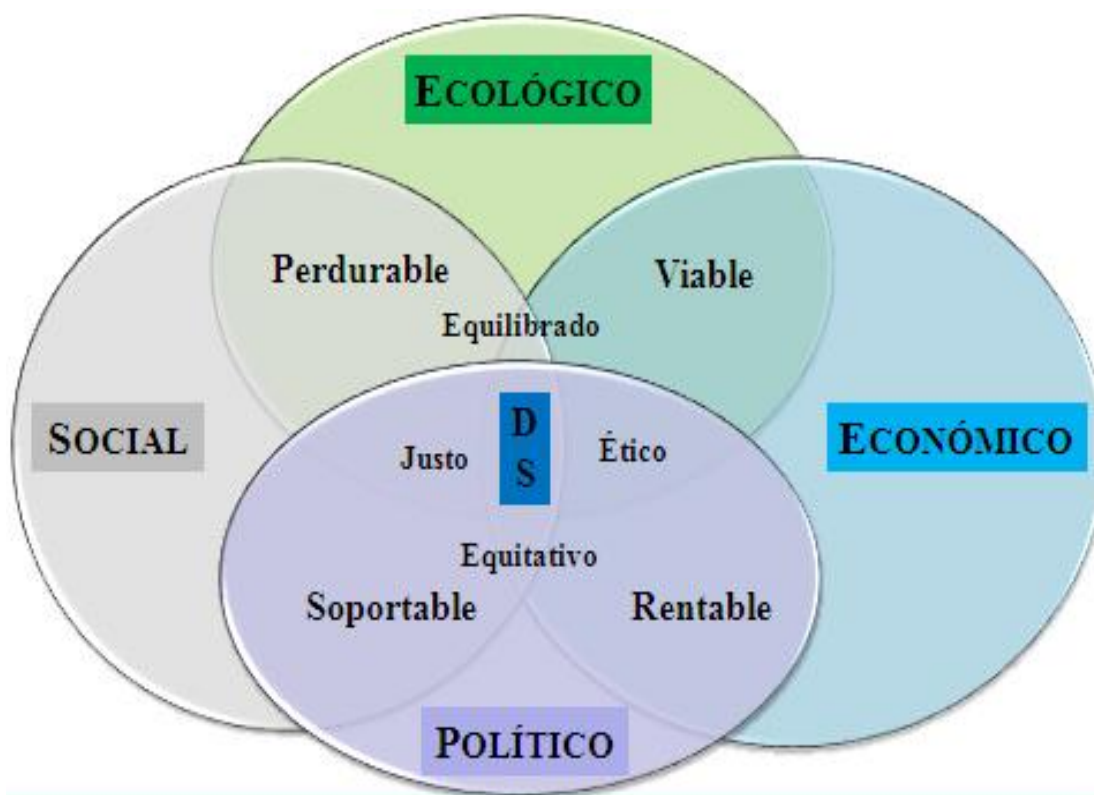 ECOLÓGICO
Perdurable
Viable
Equilibrado
SOCIAL
D
S
ECONÓMICO
Justo
Ético
Equitativo
Soportable
Rentable
POLÍTICO